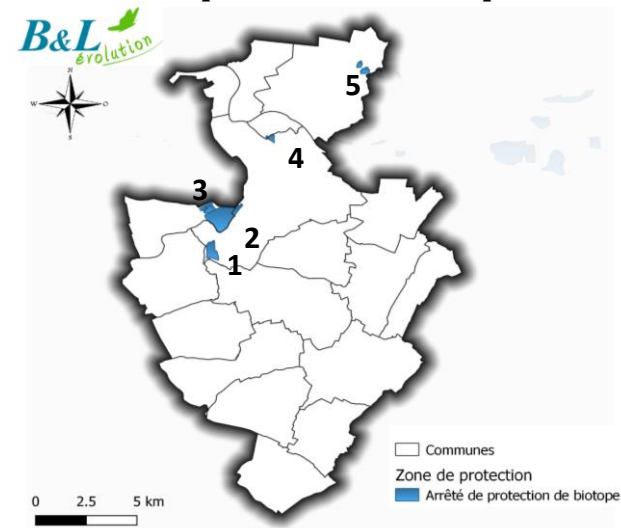 B&L
évolution
N
W
O
S
5
4
3
2
1
Communes
Zone de protection
Arrêté de protection de biotope
0 2.5 5 km